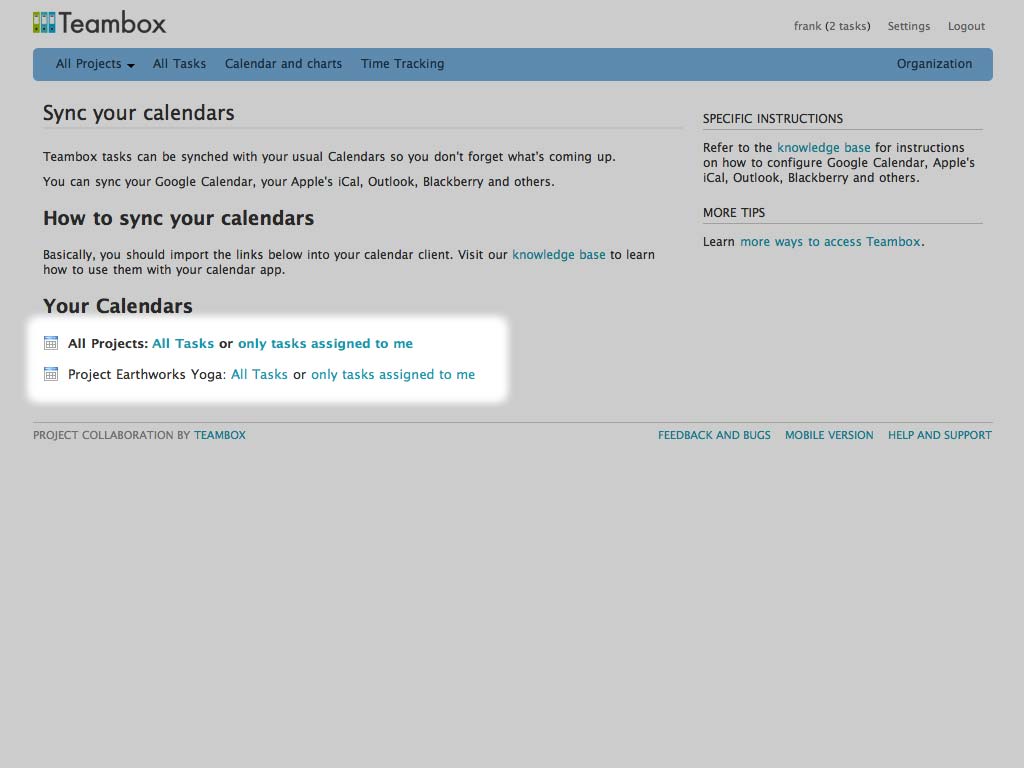 Teambox
frank (2 tasks) Settings Logout
All Projects All Tasks Calendar and charts Time Tracking Organization
Sync your calendars
Teambox tasks can be synched with your usual Calendars so you don't forget what's coming up.
You can sync your Google Calendar, your Apple's iCal, Outlook, Blackberry and others.
How to sync your calendars
Basically, you should import the links below into your calendar client. Visit our knowledge base to learn
how to use them with your calendar app.
Your Calendars
All Projects: All Tasks or only tasks assigned to me
Project Earthworks Yoga: All Tasks or only tasks assigned to me
SPECIFIC INSTRUCTIONS
Refer to the knowledge base for instructions
on how to configure Google Calendar, Apple's
iCal, Outlook, Blackberry and others.
MORE TIPS
Learn more ways to access Teambox.
PROJECT COLLABORATION BY TEAMBOX
FEEDBACK AND BUGS MOBILE VERSION HELP AND SUPPORT